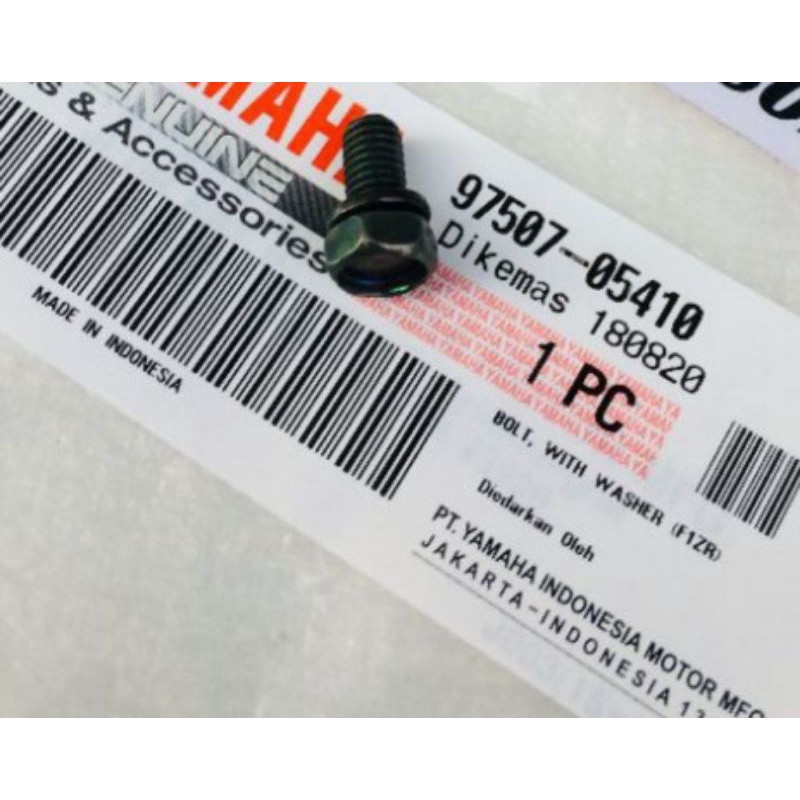 YAMAHA
GENUINE
& Accessories
97507-05410
Dikemas 180820
1 PC
MADE IN INDONESIA
BOLT, WITH WASHER (F1ZR)
Diedarkan Oleh
PT. YAMAHA INDONESIA MOTOR MFG
JAKARTA-INDONESIA 13